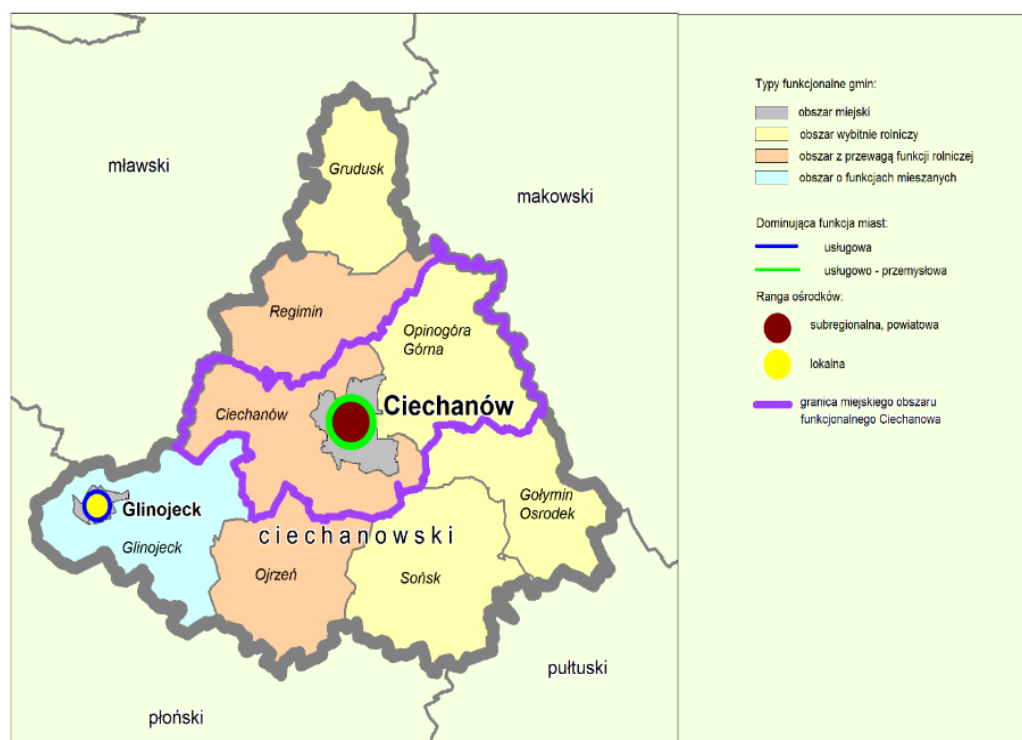 mławski
makowski
Grudusk
Regimin
Opinogóra
Górna
Ciechanów
Ciechanów
Glinojeck
Glinojeck
ciechanowski
Gołymin
Osrodek
Ojrzeń
Sońsk
pułtuski
płoński
Typy funkcjonalne gmin:
obszar miejski
obszar wybitnie rolniczy
obszar z przewagą funkcji rolniczej
obszar o funkcjach mieszanych
Dominująca funkcja miast:
usługowa
usługowo - przemysłowa
Ranga ośrodków:
subregionalna, powiatowa
lokalna
granica miejskiego obszaru
funkcjonalnego Ciechanowa